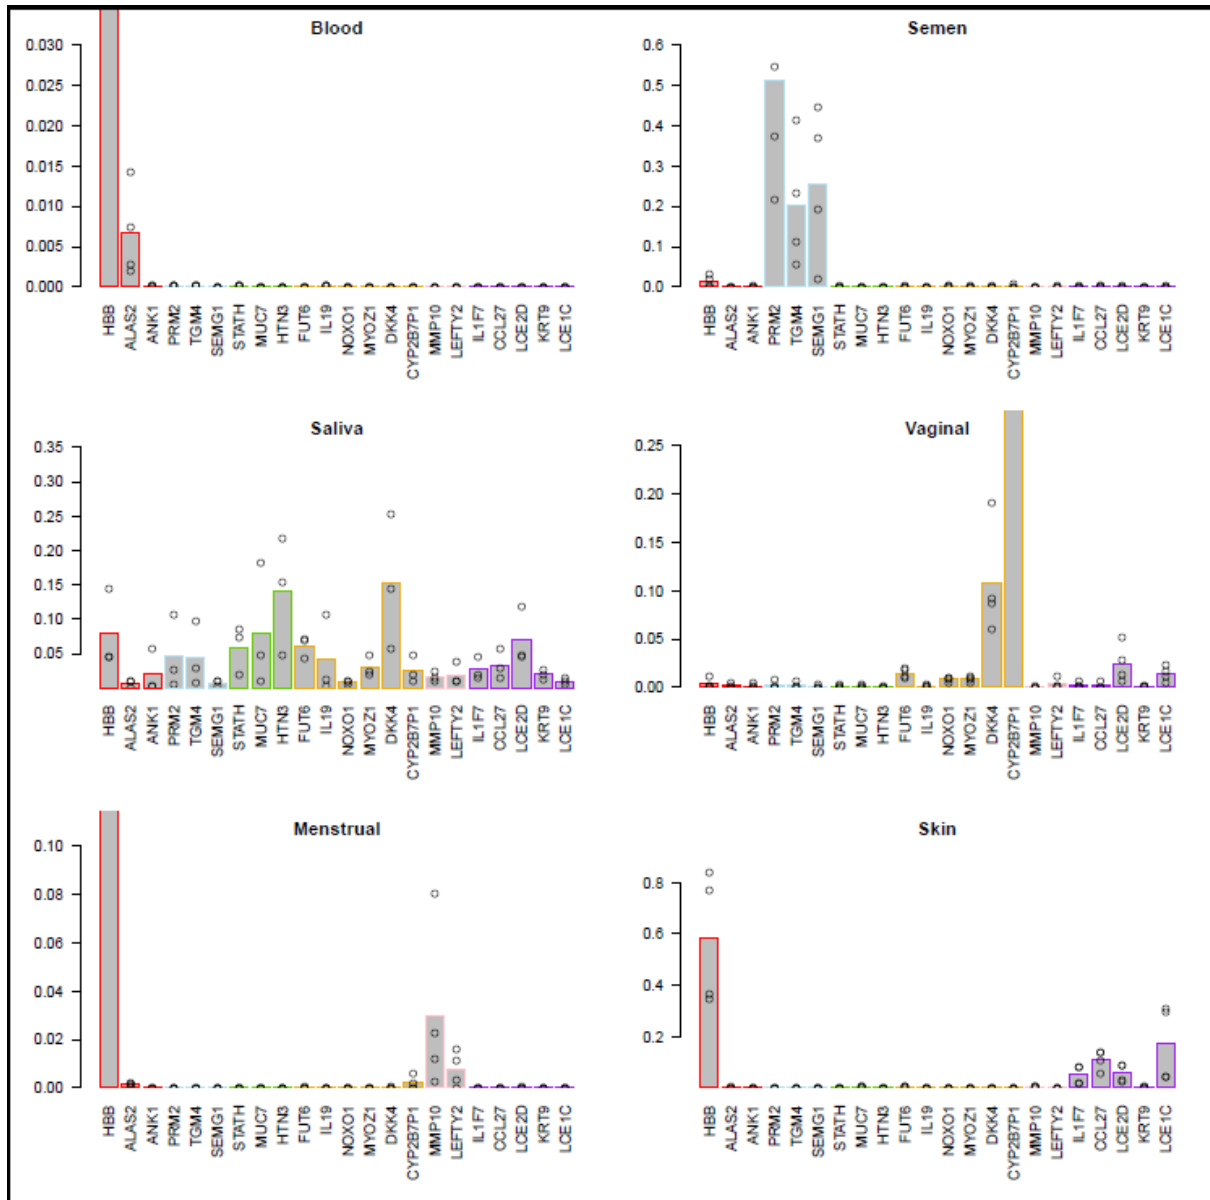 Blood
0.030
0.025
0.020
0.015
0.010
0.005
0.000
HBB
ALAS2
ANK1
PRM2
TGM4
SEMG1
STATH
MUC7
HTN3
FUT6
IL19
NOXO1
MYOZ1
DKK4
CYP2B7P1
MMP10
LEFTY2
IL1F7
CCL27
LCE2D
KRT9
LCE1C
Semen
0.6
0.5
0.4
0.3
0.2
0.1
0.0
HBB
ALAS2
ANK1
PRM2
TGM4
SEMG1
STATH
MUC7
HTN3
FUT6
IL19
NOXO1
MYOZ1
DKK4
CYP2B7P1
MMP10
LEFTY2
IL1F7
CCL27
LCE2D
KRT9
LCE1C
Saliva
0.35
0.30
0.25
0.20
0.15
0.10
0.05
HBB
ALAS2
ANK1
PRM2
TGM4
SEMG1
STATH
MUC7
HTN3
FUT6
IL19
NOXO1
MYOZ1
DKK4
CYP2B7P1
MMP10
LEFTY2
IL1F7
CCL27
LCE2D
KRT9
LCE1C
Vaginal
0.25
0.20
0.15
0.10
0.05
0.00
HBB
ALAS2
ANK1
PRM2
TGM4
SEMG1
STATH
MUC7
HTN3
FUT6
IL19
NOXO1
MYOZ1
DKK4
CYP2B7P1
MMP10
LEFTY2
IL1F7
CCL27
LCE2D
KRT9
LCE1C
Menstrual
0.10
0.08
0.06
0.04
0.02
0.00
HBB
ALAS2
ANK1
PRM2
TGM4
SEMG1
STATH
MUC7
HTN3
FUT6
IL19
NOXO1
MYOZ1
DKK4
CYP2B7P1
MMP10
LEFTY2
IL1F7
CCL27
LCE2D
KRT9
LCE1C
Skin
0.8
0.6
0.4
0.2
HBB
ALAS2
ANK1
PRM2
TGM4
SEMG1
STATH
MUC7
HTN3
FUT6
IL19
NOXO1
MYOZ1
DKK4
CYP2B7P1
MMP10
LEFTY2
IL1F7
CCL27
LCE2D
KRT9
LCE1C